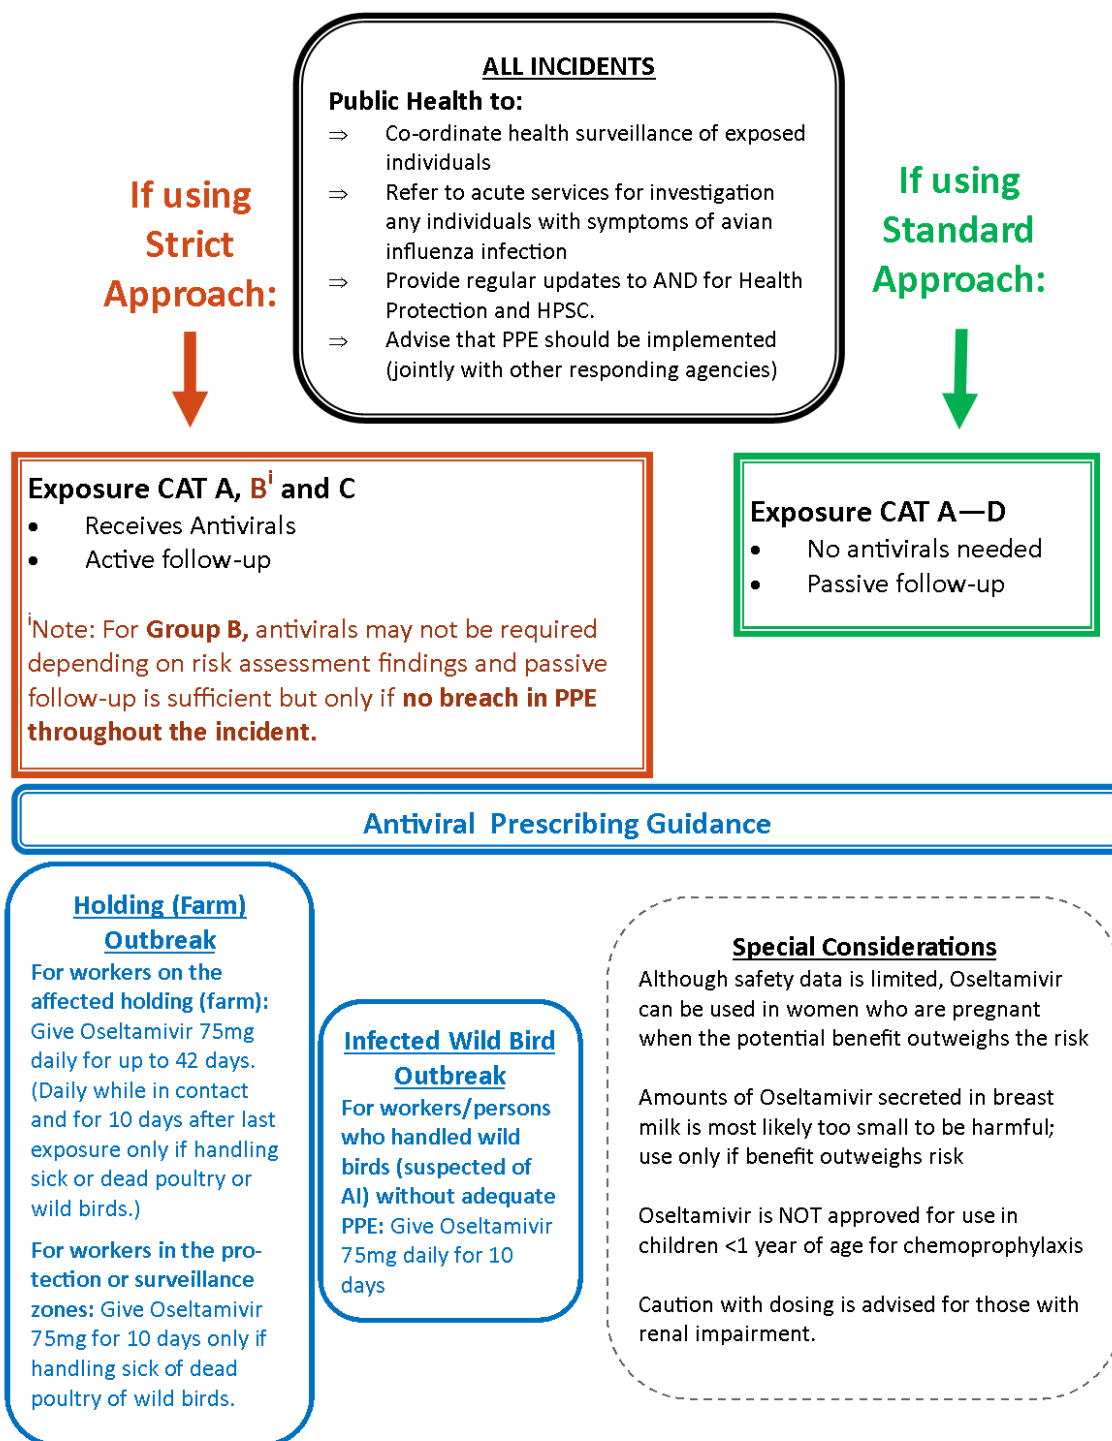 ALL INCIDENTS
Public Health to:
⇒ Co-ordinate health surveillance of exposed
individuals
⇒ Refer to acute services for investigation
any individuals with symptoms of avian
influenza infection
⇒ Provide regular updates to AND for Health
Protection and HPSC.
⇒ Advise that PPE should be implemented
(jointly with other responding agencies)
If using
Strict
Approach:
If using
Standard
Approach:
Exposure CAT A, Bⁱ and C
• Receives Antivirals
• Active follow-up
ⁱNote: For Group B, antivirals may not be required
depending on risk assessment findings and passive
follow-up is sufficient but only if no breach in PPE
throughout the incident.
Exposure CAT A—D
• No antivirals needed
• Passive follow-up
Antiviral Prescribing Guidance
Holding (Farm)
Outbreak
For workers on the
affected holding (farm):
Give Oseltamivir 75mg
daily for up to 42 days.
(Daily while in contact
and for 10 days after last
exposure only if handling
sick or dead poultry or
wild birds.)
For workers in the pro-
tection or surveillance
zones: Give Oseltamivir
75mg for 10 days only if
handling sick of dead
poultry of wild birds.
Infected Wild Bird
Outbreak
For workers/persons
who handled wild
birds (suspected of
AI) without adequate
PPE: Give Oseltamivir
75mg daily for 10
days
Special Considerations
Although safety data is limited, Oseltamivir
can be used in women who are pregnant
when the potential benefit outweighs the risk
Amounts of Oseltamivir secreted in breast
milk is most likely too small to be harmful;
use only if benefit outweighs risk
Oseltamivir is NOT approved for use in
children <1 year of age for chemoprophylaxis
Caution with dosing is advised for those with
renal impairment.